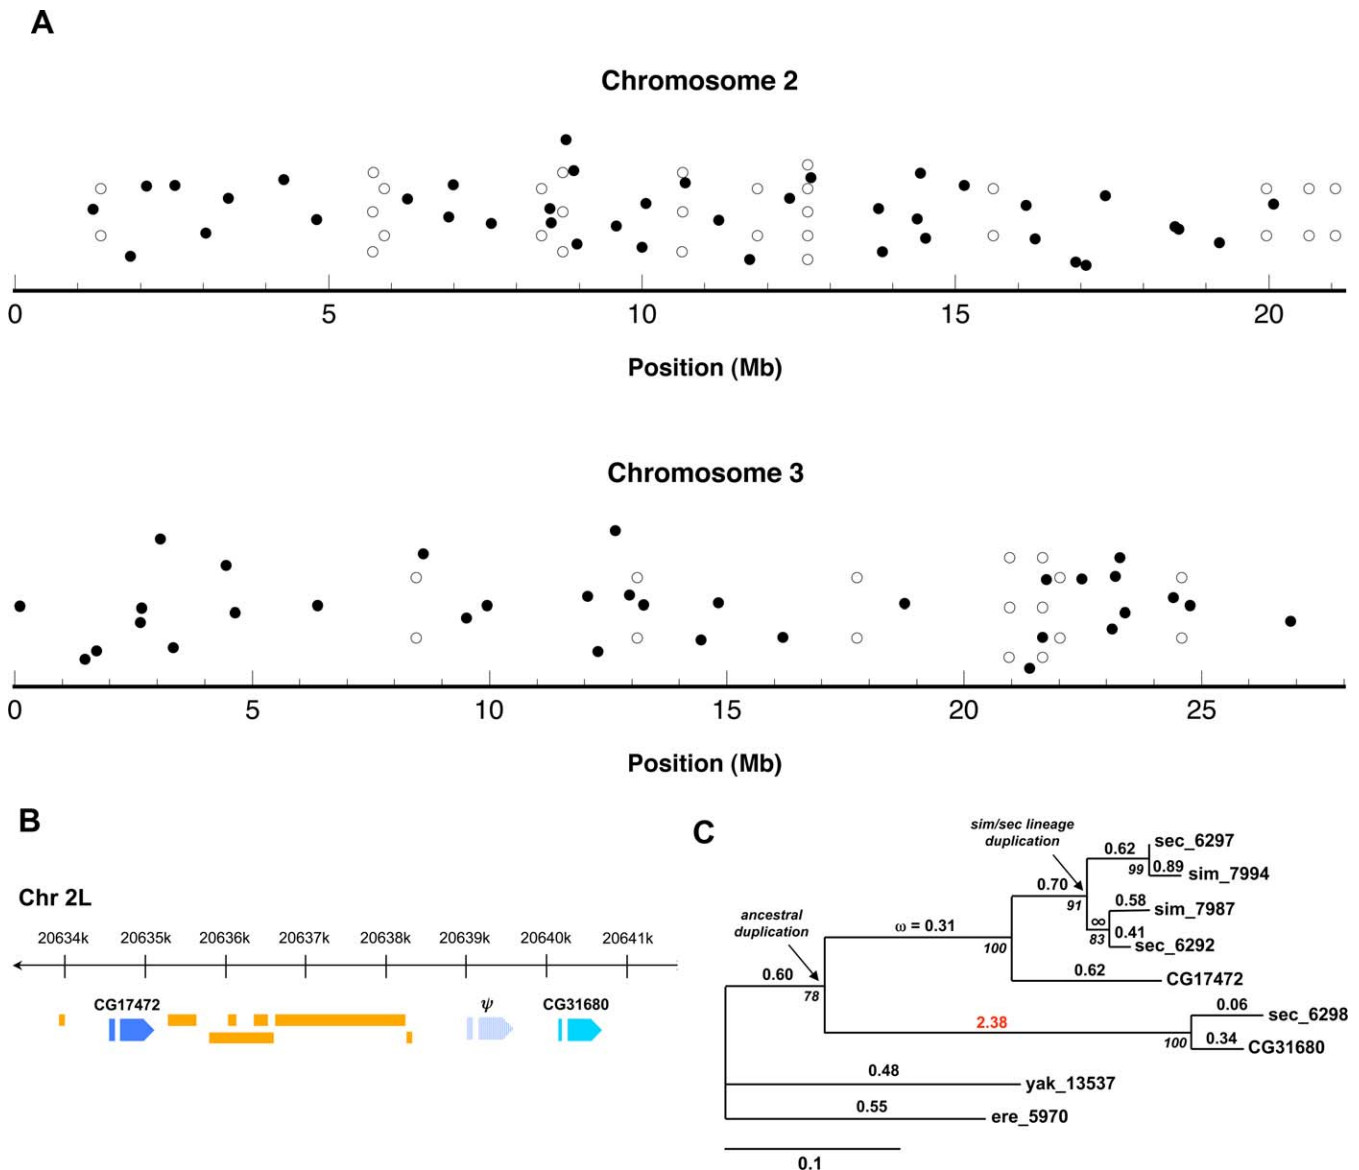 A
Chromosome 2
0 5 10 15 20
Position (Mb)
Chromosome 3
0 5 10 15 20 25
Position (Mb)
B
Chr 2L
20634k 20635k 20636k 20637k 20638k 20639k 20640k 20641k
CG17472 ψ CG31680
C
sim/sec lineage
duplication
ancestral
duplication
0.62 sec_6297
99 0.89 sim_7994
0.70
91
0.58 sim_7987
∞ 0.41
83 sec_6292
ω = 0.31
100
0.62 CG17472
0.60
78
2.38
0.06 sec_6298
100 0.34 CG31680
0.48 yak_13537
0.55 ere_5970
0.1